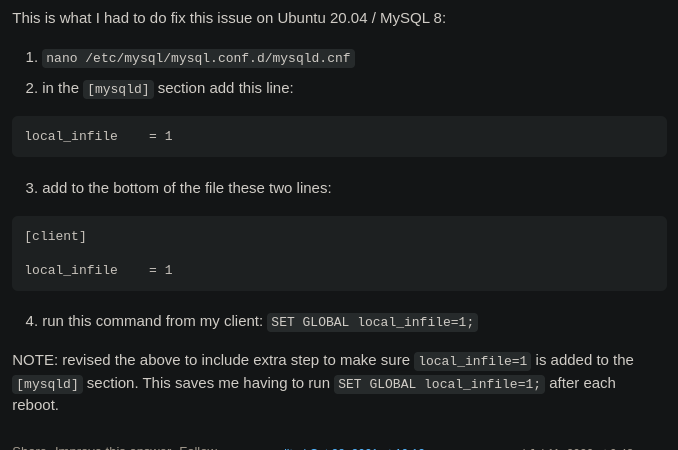 This is what I had to do fix this issue on Ubuntu 20.04 / MySQL 8:
1. nano /etc/mysql/mysql.conf.d/mysqld.cnf
2. in the [mysqld] section add this line:
local_infile    = 1
3. add to the bottom of the file these two lines:
[client]
local_infile    = 1
4. run this command from my client: SET GLOBAL local_infile=1;
NOTE: revised the above to include extra step to make sure local_infile=1 is added to the
[mysqld] section. This saves me having to run SET GLOBAL local_infile=1; after each
reboot.
Share Improve this answer Follow